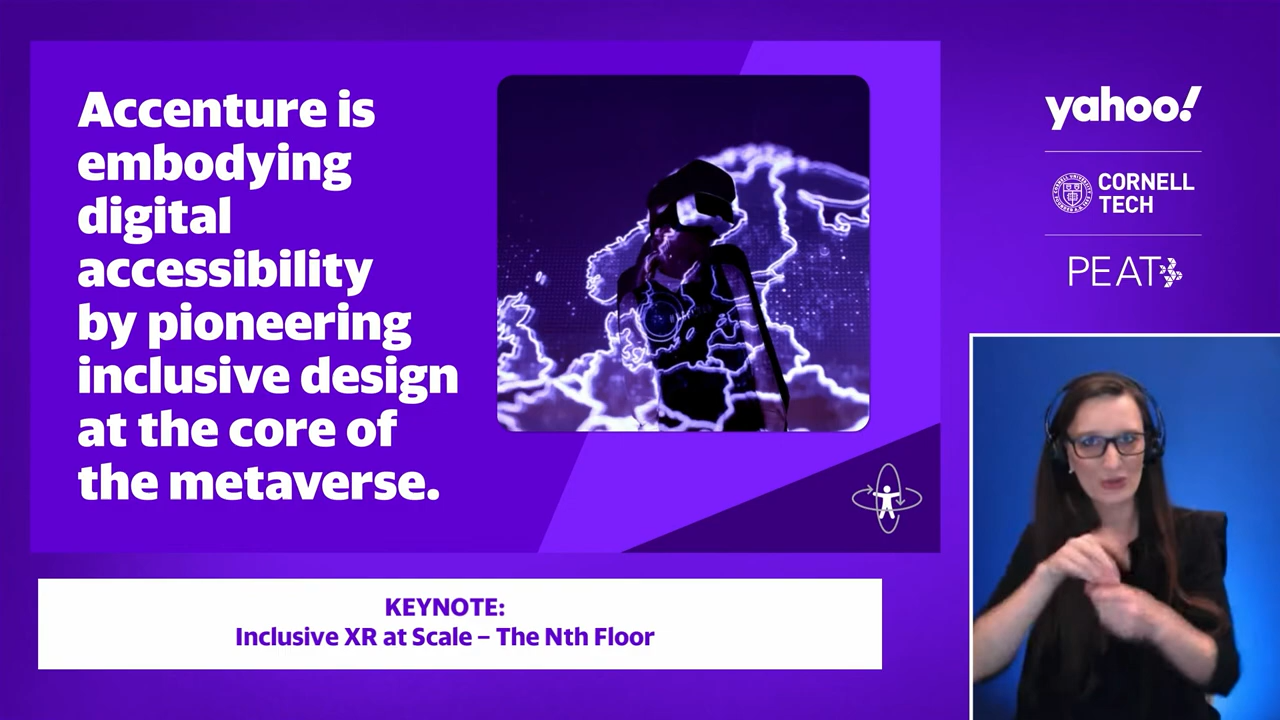 Accenture is
embodying
digital
accessibility
by pioneering
inclusive design
at the core of
the metaverse.
yahoo!
CORNELL
TECH
PEAT
KEYNOTE:
Inclusive XR at Scale – The Nth Floor